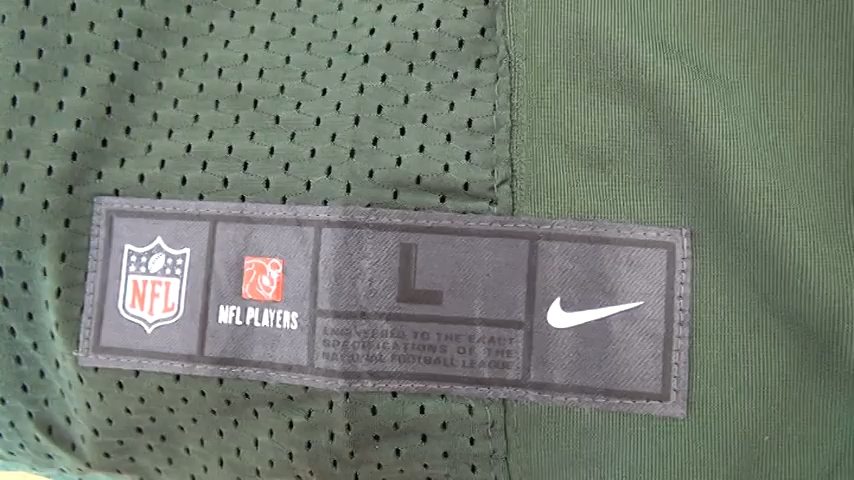 NFL
NFL PLAYERS
L
ENGINEERED TO THE EXACT
SPECIFICATIONS OF THE
NATIONAL FOOTBALL LEAGUE